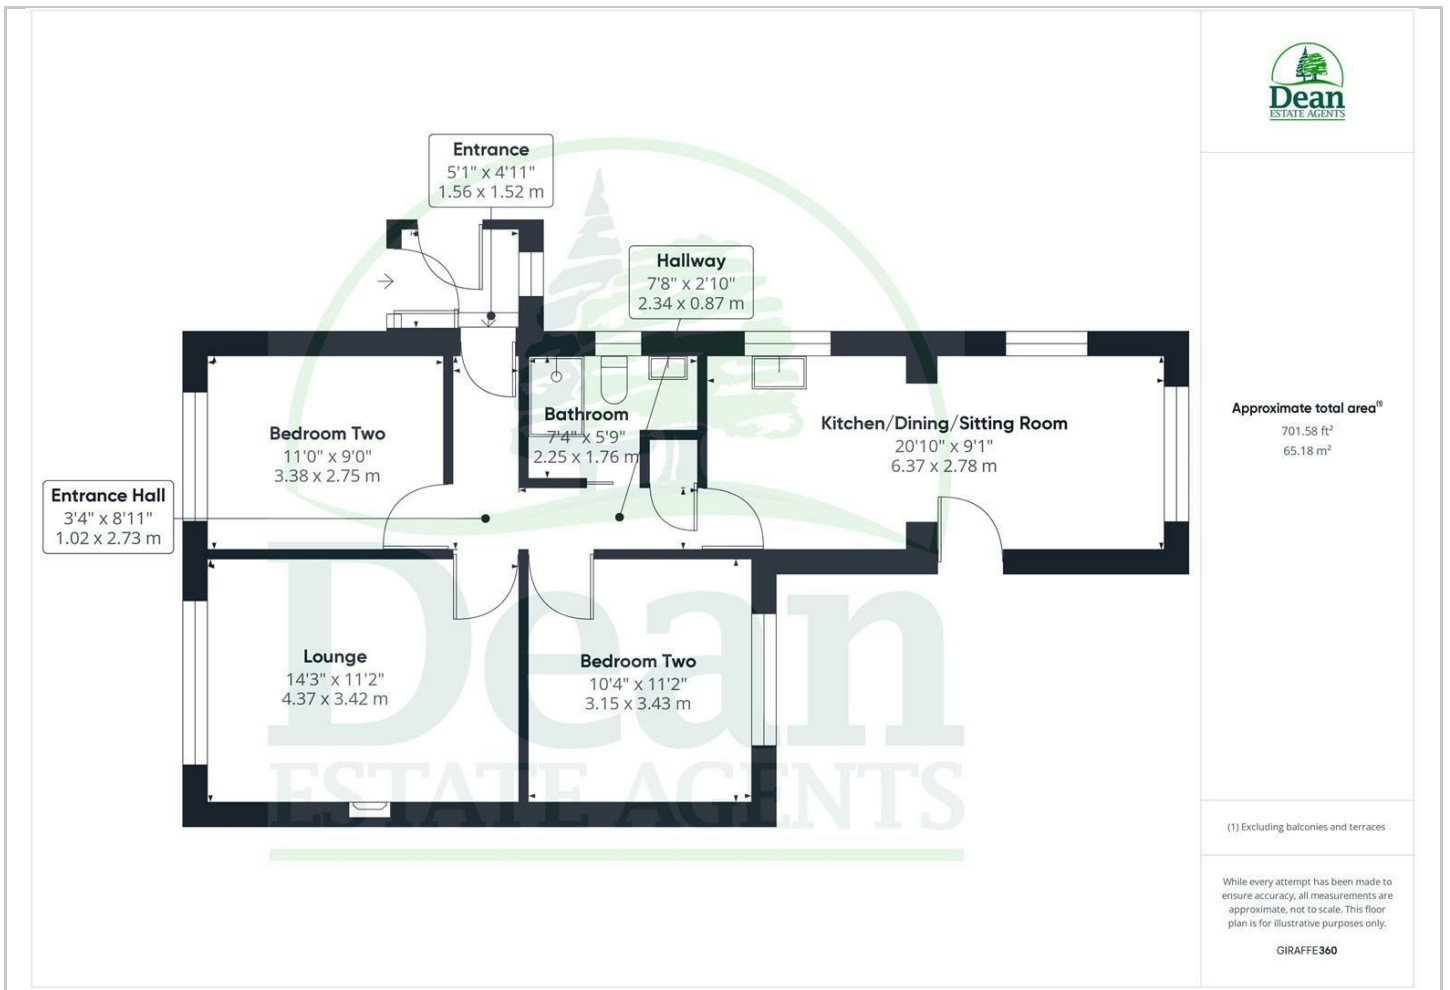 Dean
ESTATE AGENTS
Entrance
5'1" x 4'11"
1.56 x 1.52 m
Hallway
7'8" x 2'10"
2.34 x 0.87 m
Bathroom
7'4" x 5'9"
2.25 x 1.76 m
Kitchen/Dining/Sitting Room
20'10" x 9'1"
6.37 x 2.78 m
Bedroom Two
11'0" x 9'0"
3.38 x 2.75 m
Entrance Hall
3'4" x 8'11"
1.02 x 2.73 m
Lounge
14'3" x 11'2"
4.37 x 3.42 m
Bedroom Two
10'4" x 11'2"
3.15 x 3.43 m
Dean
ESTATE AGENTS
Approximate total area(1)
701.58 ft²
65.18 m²
(1) Excluding balconies and terraces
While every attempt has been made to
ensure accuracy, all measurements are
approximate, not to scale. This floor
plan is for illustrative purposes only.
GIRAFFE360